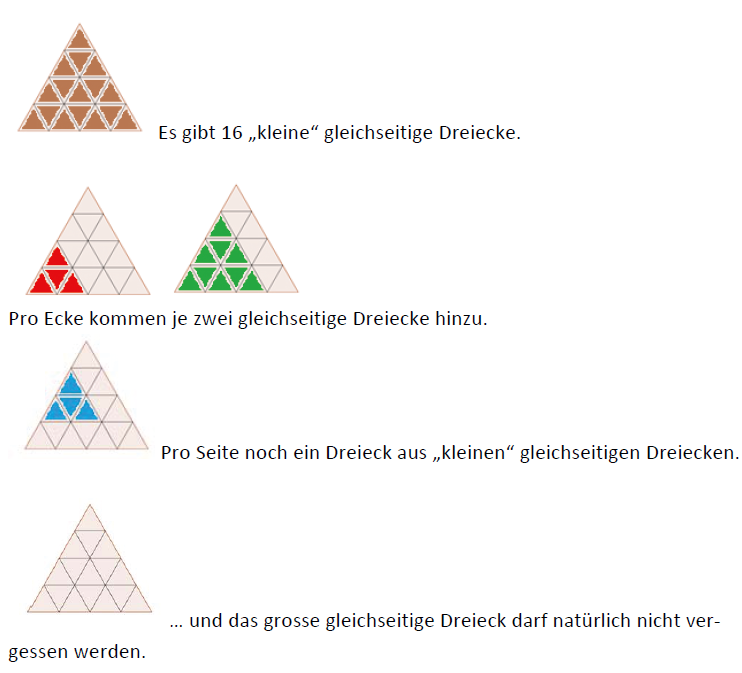 Es gibt 16 „kleine“ gleichseitige Dreiecke.
Pro Ecke kommen je zwei gleichseitige Dreiecke hinzu.
Pro Seite noch ein Dreieck aus „kleinen“ gleichseitigen Dreiecken.
... und das grosse gleichseitige Dreieck darf natürlich nicht ver-
gessen werden.